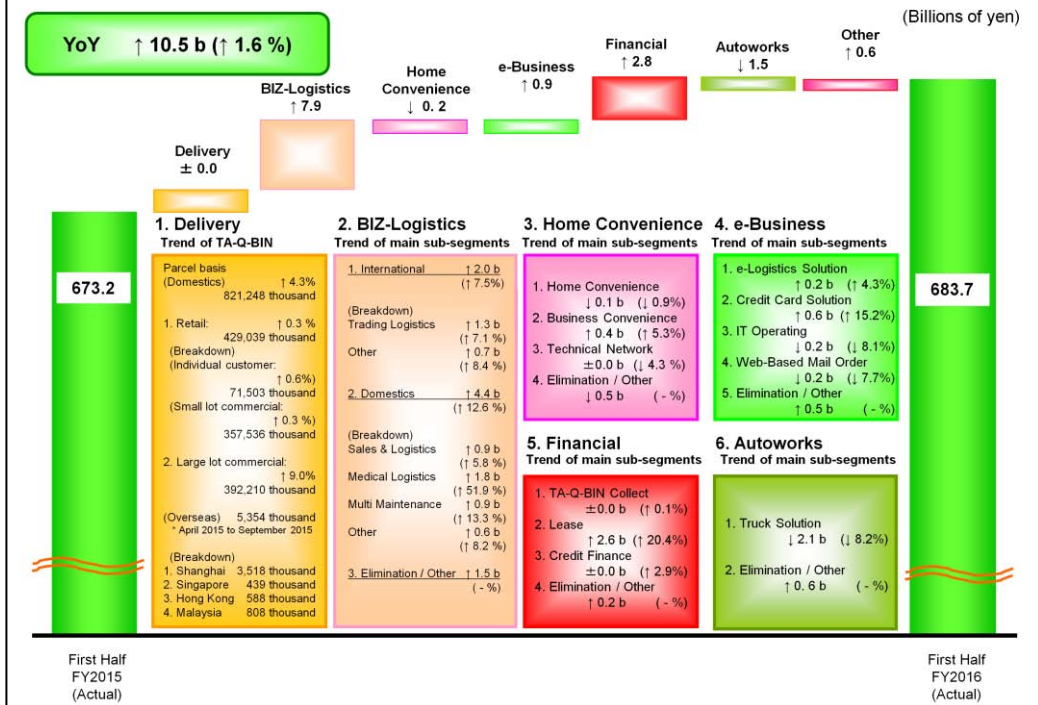 (Billions of yen)
YoY ↑ 10.5 b (↑ 1.6 %)
Delivery
± 0.0
BIZ-Logistics
↑ 7.9
Home
Convenience
↓ 0. 2
e-Business
↑ 0.9
Financial
↑ 2.8
Autoworks
↓ 1.5
Other
↑ 0.6
673.2
1. Delivery
Trend of TA-Q-BIN
Parcel basis
(Domestics) ↑ 4.3%
821,248 thousand
1. Retail: ↑ 0.3 %
429,039 thousand
(Breakdown)
(Individual customer:
↑ 0.6%)
71,503 thousand
(Small lot commercial:
↑ 0.3 %)
357,536 thousand
2. Large lot commercial:
↑ 9.0%
392,210 thousand
(Overseas) 5,354 thousand
* April 2015 to September 2015
(Breakdown)
1. Shanghai 3,518 thousand
2. Singapore 439 thousand
3. Hong Kong 588 thousand
4. Malaysia 808 thousand
2. BIZ-Logistics
Trend of main sub-segments
1. International ↑ 2.0 b
(↑ 7.5%)
(Breakdown)
Trading Logistics ↑ 1.3 b
(↑ 7.1 %)
Other ↑ 0.7 b
(↑ 8.4 %)
2. Domestics ↑ 4.4 b
(↑ 12.6 %)
(Breakdown)
Sales & Logistics ↑ 0.9 b
(↑ 5.8 %)
Medical Logistics ↑ 1.8 b
(↑ 51.9 %)
Multi Maintenance ↑ 0.9 b
(↑ 13.3 %)
Other ↑ 0.6 b
(↑ 8.2 %)
3. Elimination / Other ↑ 1.5 b
( - %)
3. Home Convenience
Trend of main sub-segments
1. Home Convenience
↓ 0.1 b (↓ 0.9%)
2. Business Convenience
↑ 0.4 b (↑ 5.3%)
3. Technical Network
±0.0 b (↓ 4.3 %)
4. Elimination / Other
↓ 0.5 b ( - %)
4. e-Business
Trend of main sub-segments
1. e-Logistics Solution
↑ 0.2 b (↑ 4.3%)
2. Credit Card Solution
↑ 0.6 b (↑ 15.2%)
3. IT Operating
↓ 0.2 b (↓ 8.1%)
4. Web-Based Mail Order
↓ 0.2 b (↓ 7.7%)
5. Elimination / Other
↑ 0.5 b ( - %)
5. Financial
Trend of main sub-segments
1. TA-Q-BIN Collect
±0.0 b (↑ 0.1%)
2. Lease
↑ 2.6 b (↑ 20.4%)
3. Credit Finance
±0.0 b (↑ 2.9%)
4. Elimination / Other
↑ 0.2 b ( - %)
6. Autoworks
Trend of main sub-segments
1. Truck Solution
↓ 2.1 b (↓ 8.2%)
2. Elimination / Other
↑ 0. 6 b ( - %)
683.7
First Half
FY2015
(Actual)
First Half
FY2016
(Actual)